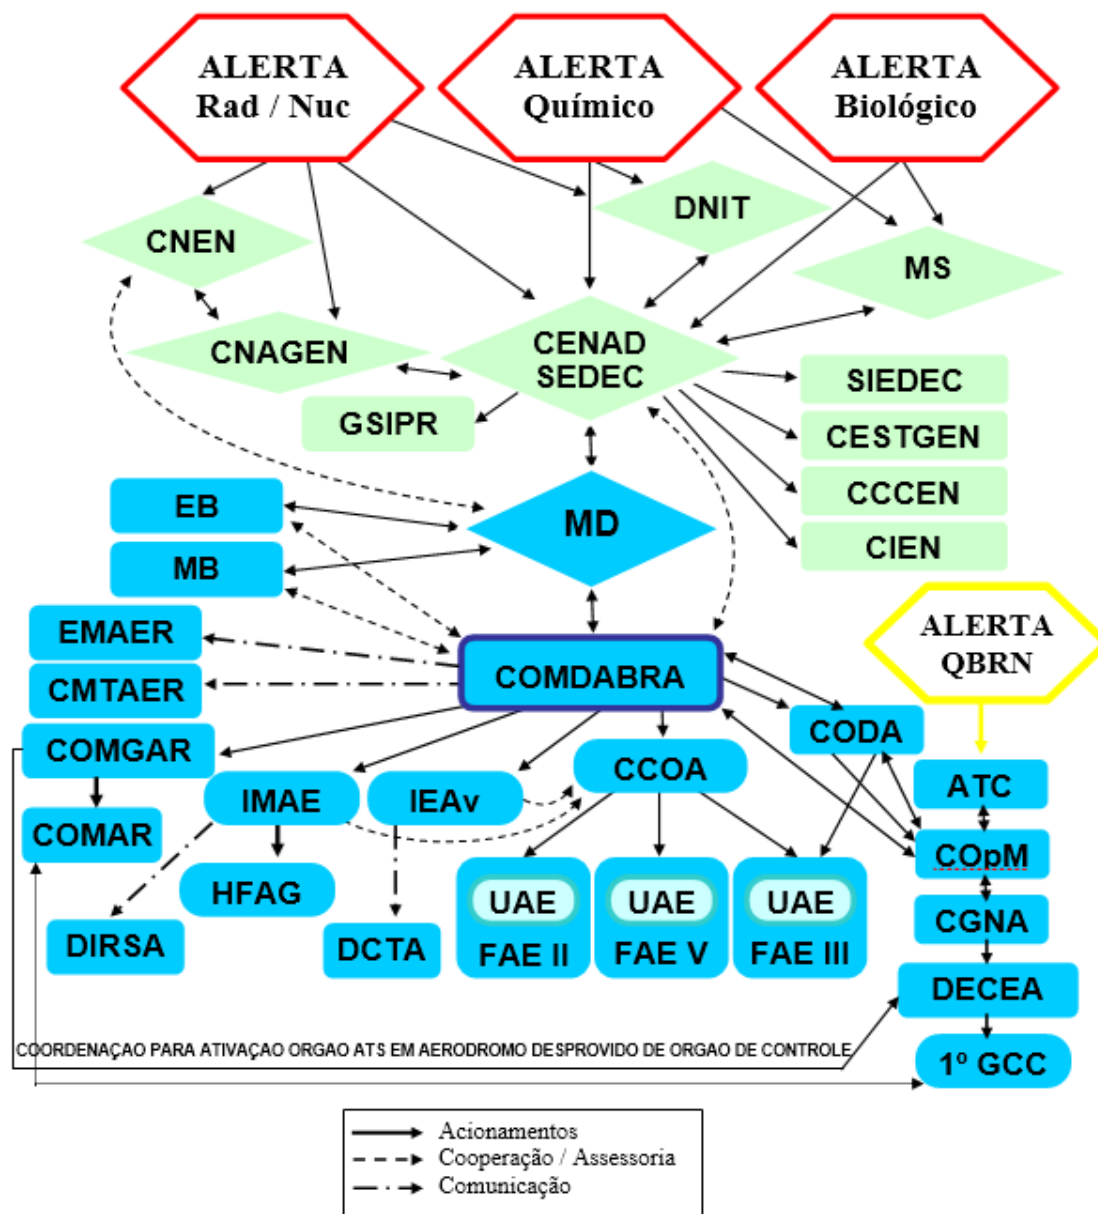 ALERTA
Rad / Nuc
ALERTA
Químico
ALERTA
Biológico
CNEN
DNIT
MS
CNAGEN
CENAD
SEDEC
GSIPR
SIEDEC
CESTGEN
CCCEN
CIEN
EB
MB
MD
EMAER
CMTAER
COMGAR
COMAR
COMDABRA
ALERTA
QBRN
CODA
CCOA
IMAE
IEAv
HFAG
DIRSA
DCTA
UAE
FAE II
UAE
FAE V
UAE
FAE III
ATC
COpM
CGNA
DECEA
1º GCC
COORDENAÇAO PARA ATIVAÇAO ORGAO ATS EM AERODROMO DESPROVIDO DE ORGAO DE CONTROLE
Acionamentos
Cooperação / Assessoria
Comunicação